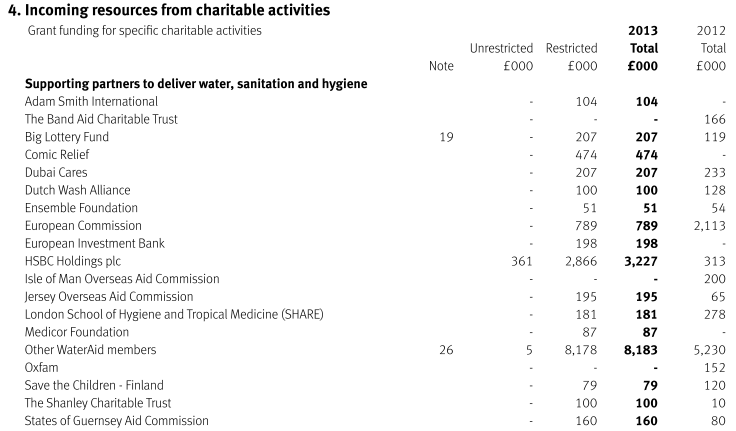 4. Incoming resources from charitable activities
Grant funding for specific charitable activities 2013 2012
Unrestricted Restricted Total Total
Note £000 £000 £000 £000
Supporting partners to deliver water, sanitation and hygiene
Adam Smith International - 104 104 -
The Band Aid Charitable Trust - - - 166
Big Lottery Fund 19 - 207 207 119
Comic Relief - 474 474 -
Dubai Cares - 207 207 233
Dutch Wash Alliance - 100 100 128
Ensemble Foundation - 51 51 54
European Commission - 789 789 2,113
European Investment Bank - 198 198 -
HSBC Holdings plc 361 2,866 3,227 313
Isle of Man Overseas Aid Commission - - - 200
Jersey Overseas Aid Commission - 195 195 65
London School of Hygiene and Tropical Medicine (SHARE) - 181 181 278
Medicor Foundation - 87 87 -
Other WaterAid members 26 5 8,178 8,183 5,230
Oxfam - - - 152
Save the Children - Finland - 79 79 120
The Shanley Charitable Trust - 100 100 10
States of Guernsey Aid Commission - 160 160 80